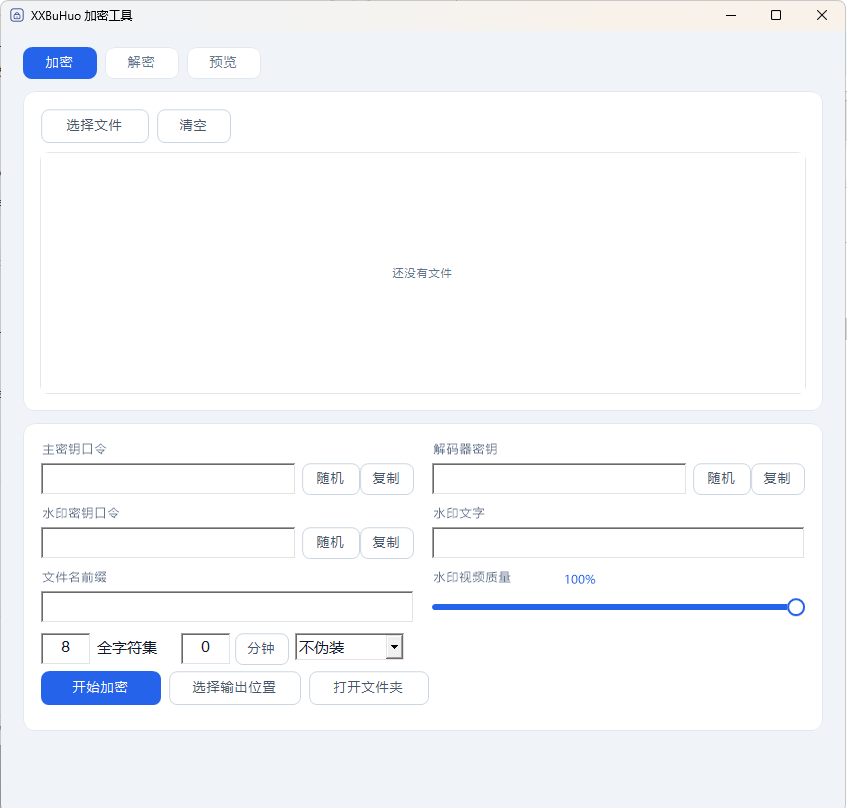 XXBuHuo 加密工具
加密 解密 预览
选择文件 清空
还没有文件
主密钥口令 解码器密钥
随机 复制 随机 复制
水印密钥口令 水印文字
随机 复制
文件名前缀 水印视频质量 100%
8 全字符集 0 分钟 不伪装
开始加密 选择输出位置 打开文件夹